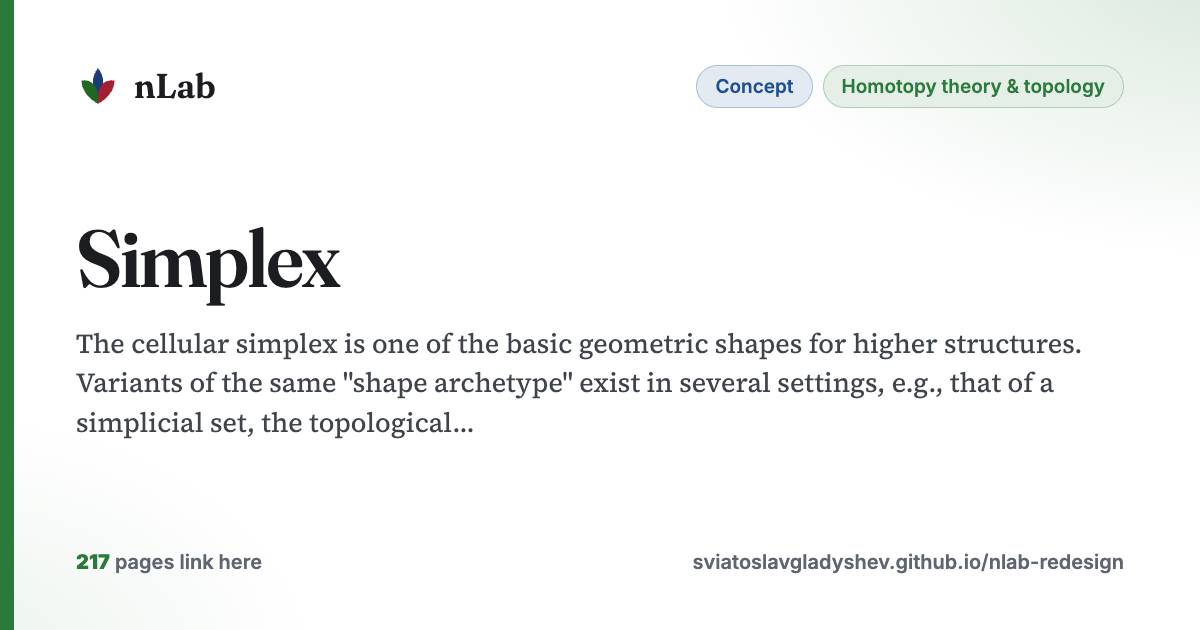 nLab
Concept
Homotopy theory & topology
Simplex
The cellular simplex is one of the basic geometric shapes for higher structures.
Variants of the same "shape archetype" exist in several settings, e.g., that of a
simplicial set, the topological...
217 pages link here
sviatoslavgladyshev.github.io/nlab-redesign